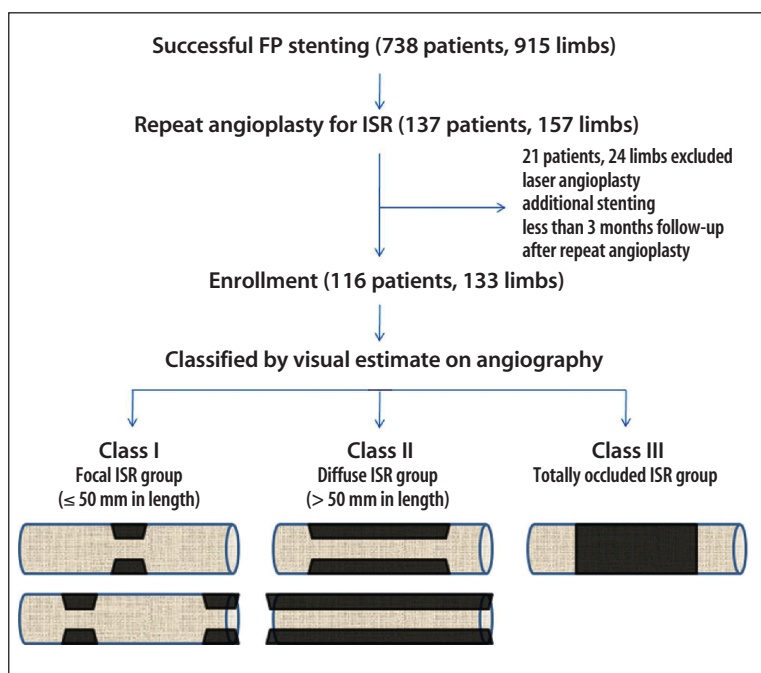 Successful FP stenting (738 patients, 915 limbs)
Repeat angioplasty for ISR (137 patients, 157 limbs)
21 patients, 24 limbs excluded
laser angioplasty
additional stenting
less than 3 months follow-up
after repeat angioplasty
Enrollment (116 patients, 133 limbs)
Classified by visual estimate on angiography
Class I
Focal ISR group
(≤ 50 mm in length)
Class II
Diffuse ISR group
(> 50 mm in length)
Class III
Totally occluded ISR group